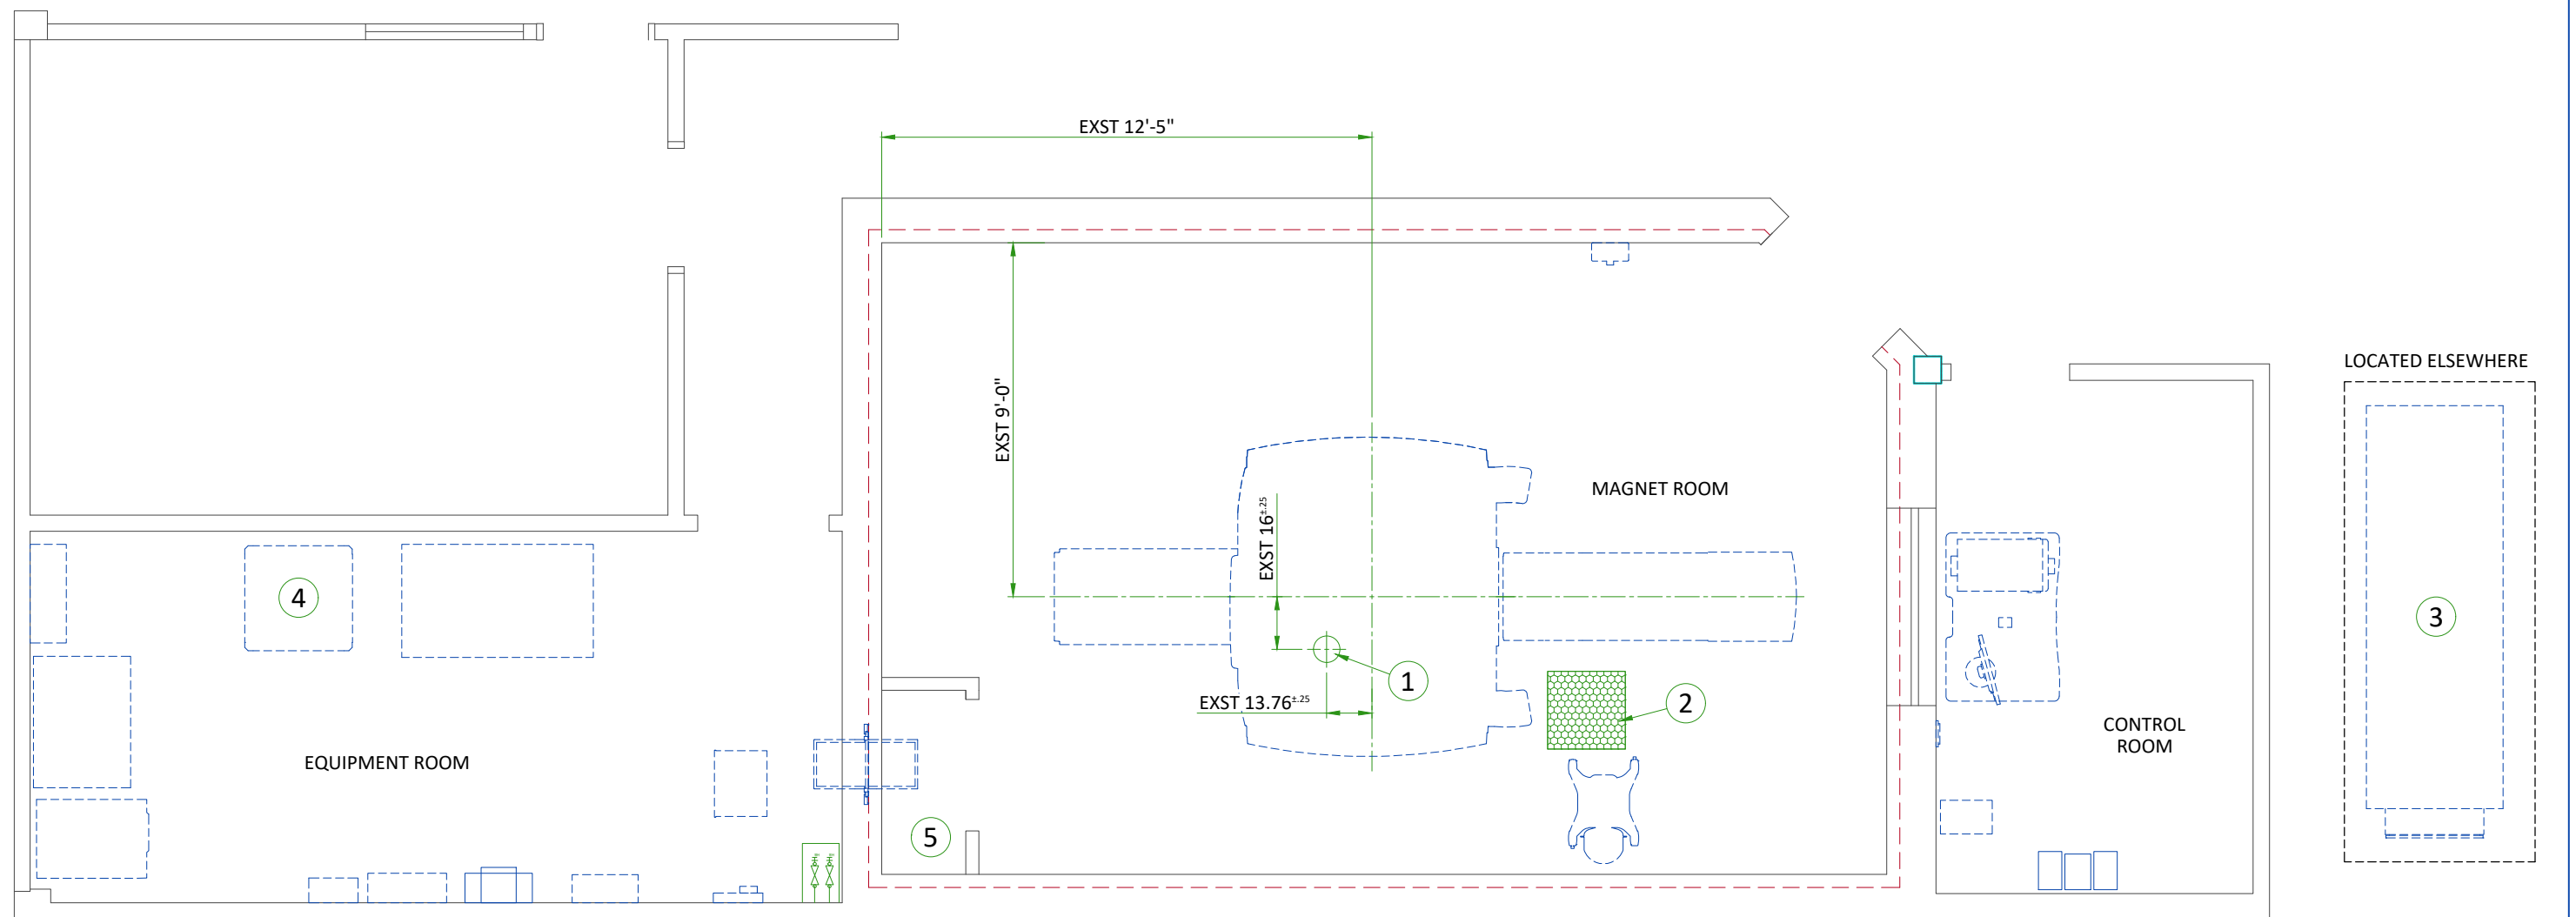 EXST 12'-5"
LOCATED ELSEWHERE
EXST 9'-0"
MAGNET ROOM
EXST 16±.25
4
3
1
EXST 13.76±.25
2
CONTROL
ROOM
EQUIPMENT ROOM
5